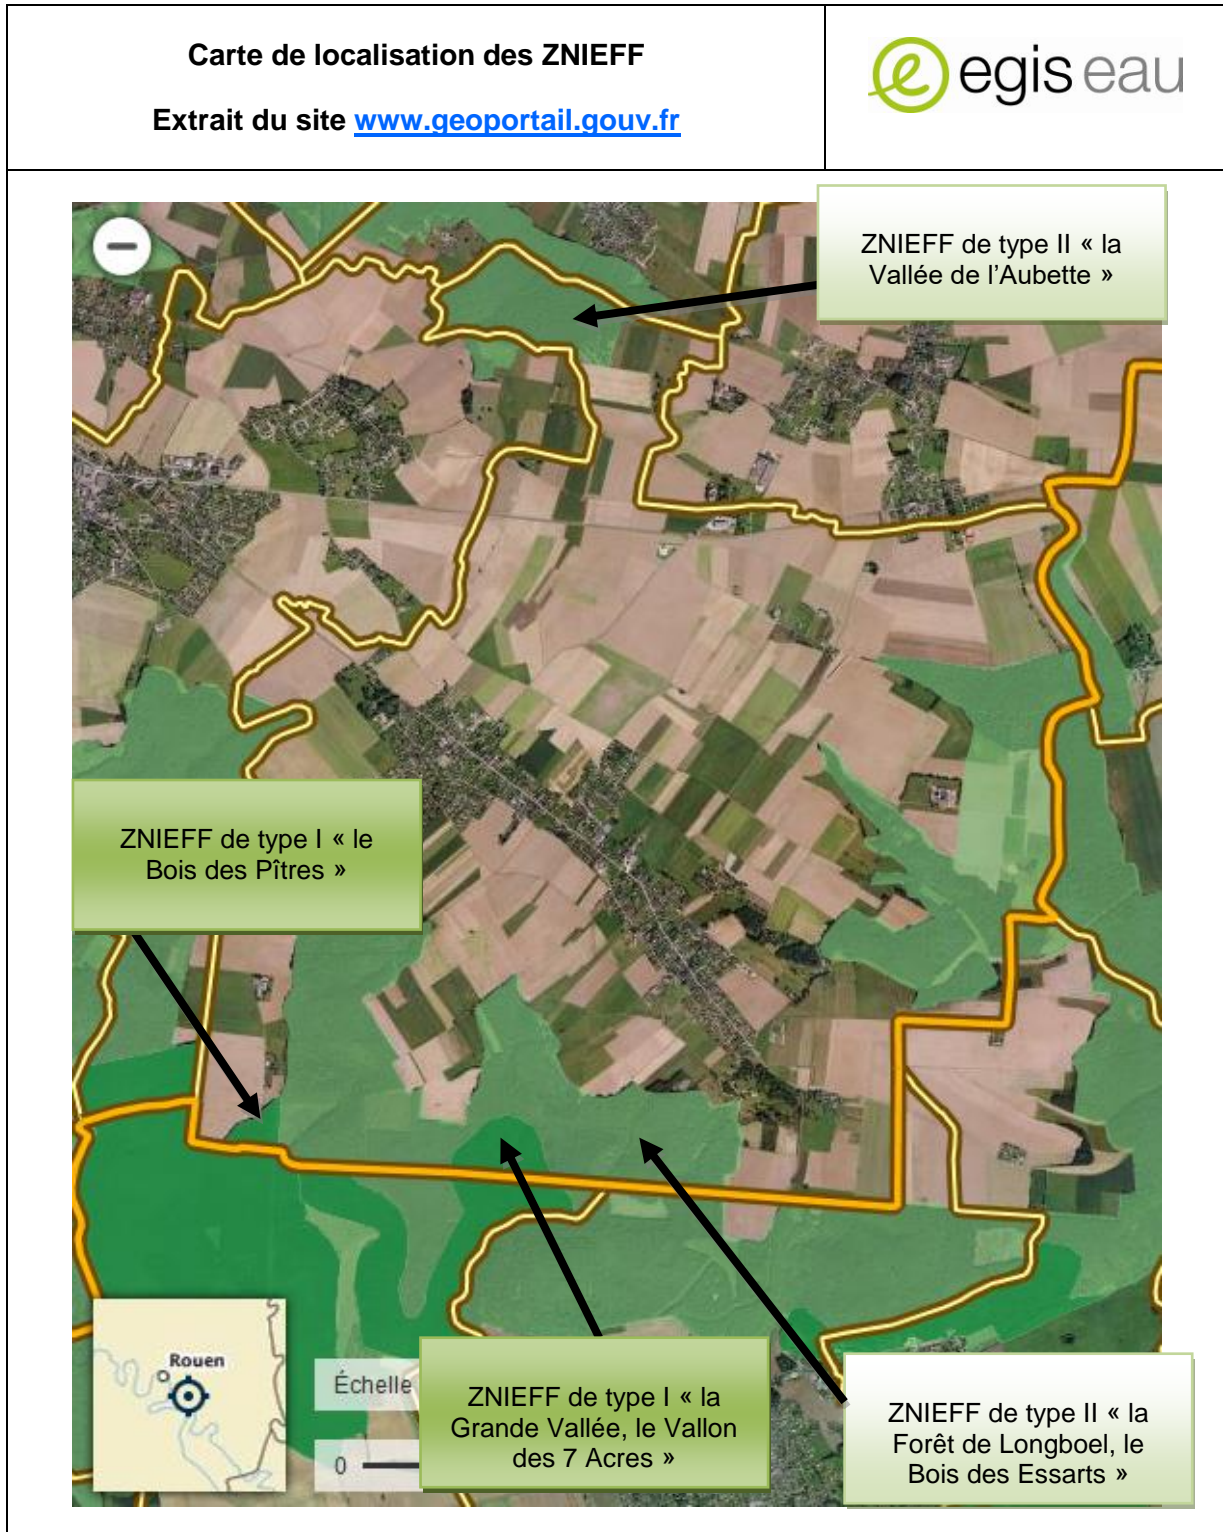 Carte de localisation des ZNIEFF
Extrait du site www.geoportail.gouv.fr
egis eau
ZNIEFF de type II « la
Vallée de l'Aubette »
ZNIEFF de type I « le
Bois des Pîtres »
Rouen
Échelle
0
ZNIEFF de type I « la
Grande Vallée, le Vallon
des 7 Acres »
ZNIEFF de type II « la
Forêt de Longboel, le
Bois des Essarts »